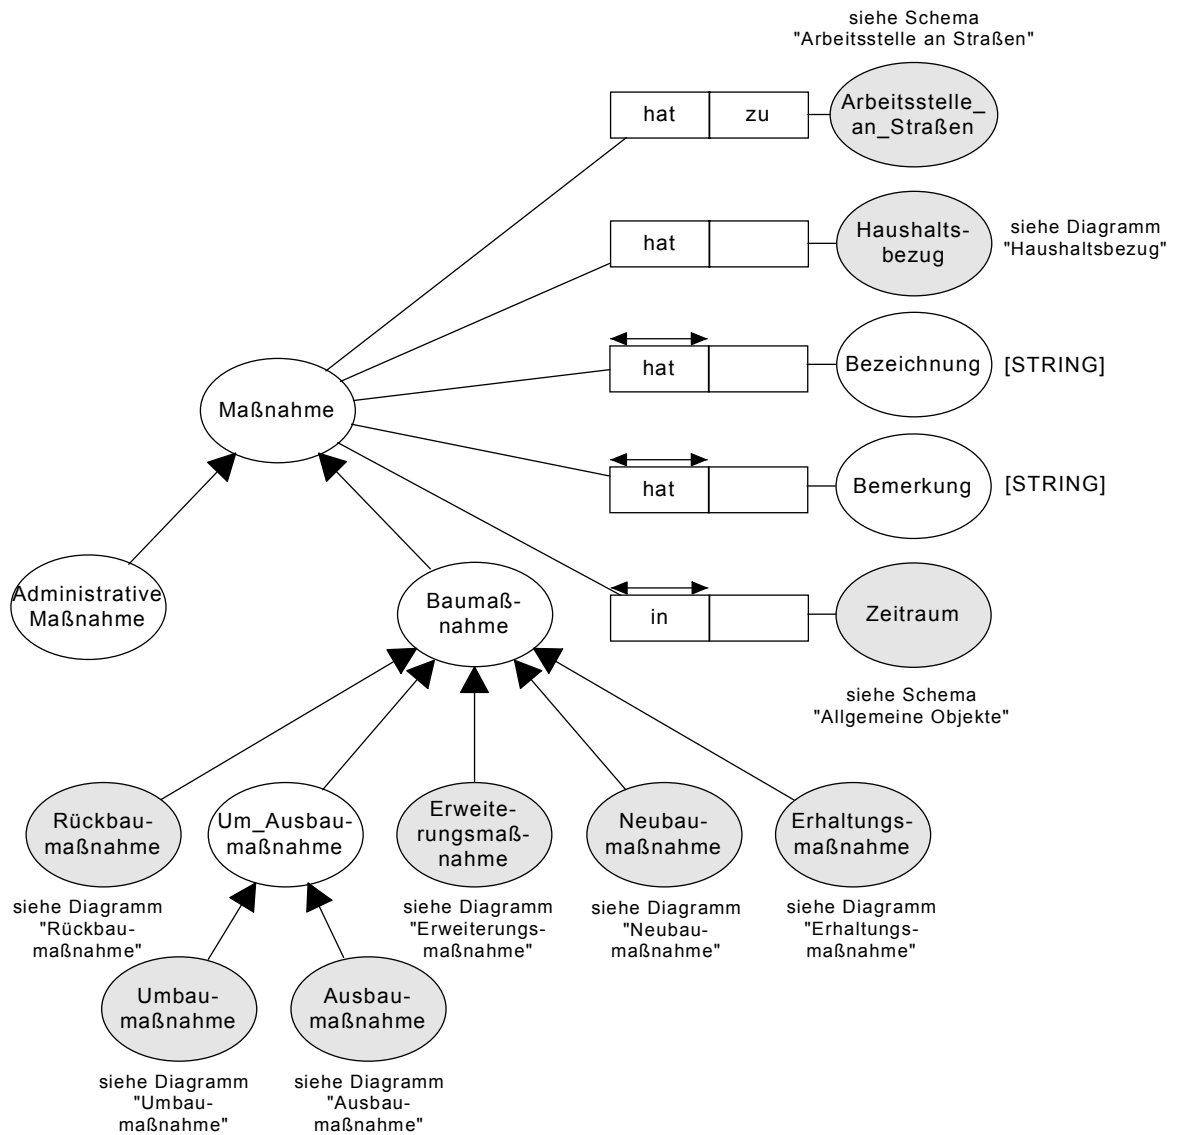 siehe Schema
"Arbeitsstelle an Straßen"
hat zu
Arbeitsstelle_
an_Straßen
hat
Haushalts-
bezug
siehe Diagramm
"Haushaltsbezug"
hat
Bezeichnung
[STRING]
Maßnahme
hat
Bemerkung
[STRING]
Administrative
Maßnahme
Baumaß-
nahme
in
Zeitraum
siehe Schema
"Allgemeine Objekte"
Rückbau-
maßnahme
Um_Ausbau-
maßnahme
Erweite-
rungsmaß-
nahme
Neubau-
maßnahme
Erhaltungs-
maßnahme
siehe Diagramm
"Rückbau-
maßnahme"
siehe Diagramm
"Erweiterungs-
maßnahme"
siehe Diagramm
"Neubau-
maßnahme"
siehe Diagramm
"Erhaltungs-
maßnahme"
Umbau-
maßnahme
Ausbau-
maßnahme
siehe Diagramm
"Umbau-
maßnahme"
siehe Diagramm
"Ausbau-
maßnahme"